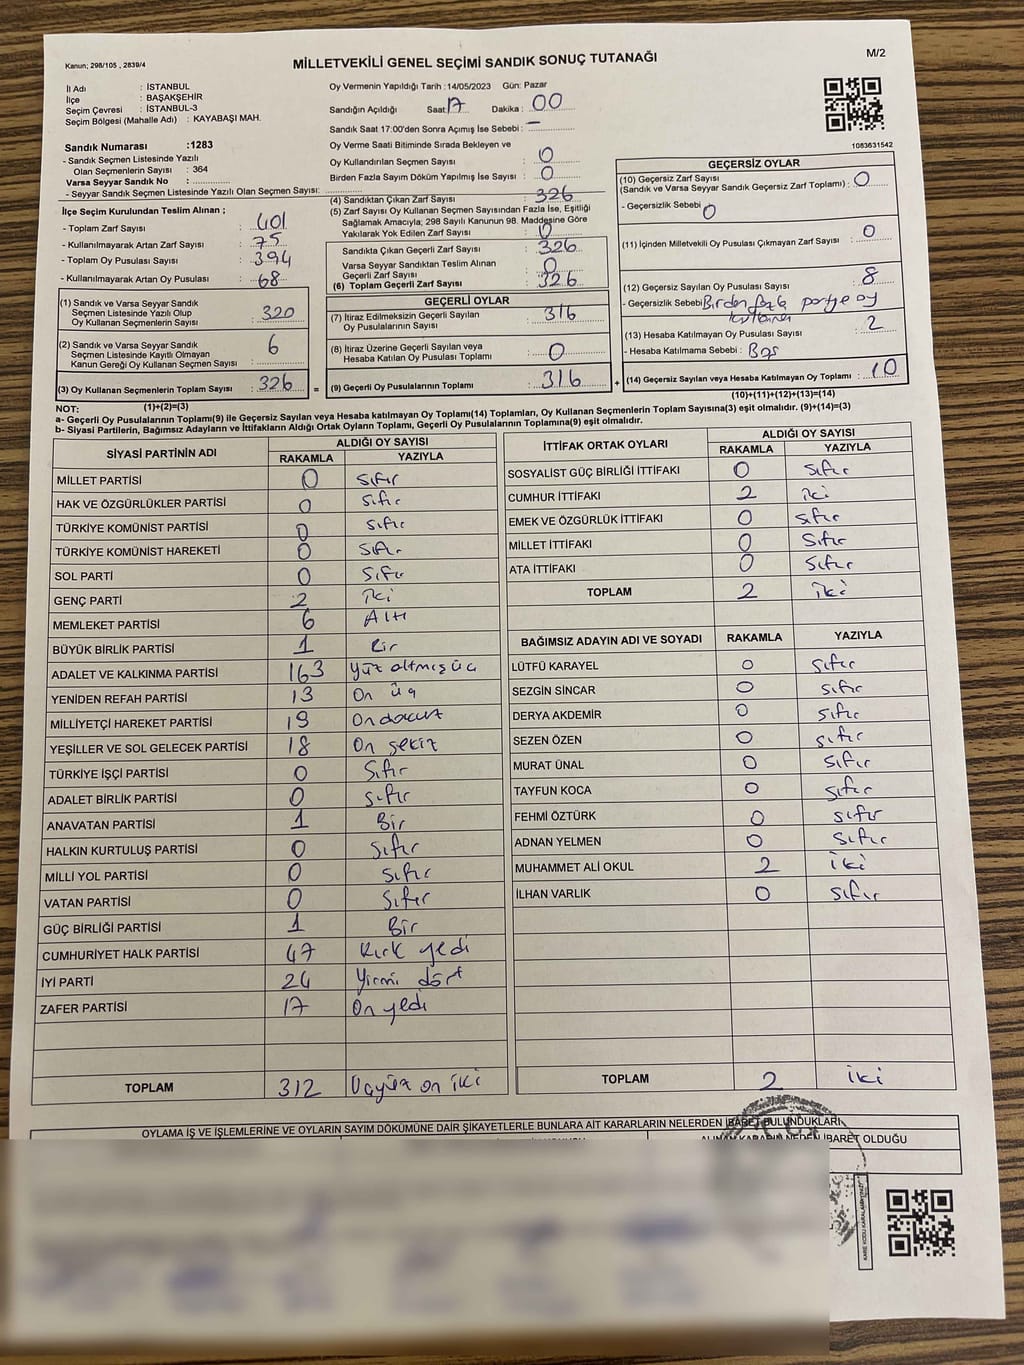 Kanun; 298/105 , 2839/4
MİLLETVEKİLİ GENEL SEÇİMİ SANDIK SONUÇ TUTANAĞI
M/2
İl Adı : İSTANBUL
İlçe : BAŞAKŞEHİR
Seçim Çevresi : İSTANBUL-3
Seçim Bölgesi (Mahalle Adı) : KAYABAŞI MAH.
Oy Vermenin Yapıldığı Tarih : 14/05/2023 Gün: Pazar
Sandığın Açıldığı Saat 17 Dakika : 00
Sandık Saat 17:00'den Sonra Açımış İse Sebebi : —
Sandık Numarası :1283
- Sandık Seçmen Listesinde Yazılı
Olan Seçmenlerin Sayısı : 364
Varsa Seyyar Sandık No :
- Seyyar Sandık Seçmen Listesinde Yazılı Olan Seçmen Sayısı:
Oy Verme Saati Bitiminde Sırada Bekleyen ve
Oy Kullandırılan Seçmen Sayısı : 0
Birden Fazla Sayım Döküm Yapılmış İse Sayısı : 0
1083631542
İlçe Seçim Kurulundan Teslim Alınan ;
- Toplam Zarf Sayısı : 401
- Kullanılmayarak Artan Zarf Sayısı : 75
- Toplam Oy Pusulası Sayısı : 394
- Kullanılmayarak Artan Oy Pusulası : 68
(4) Sandıktan Çıkan Zarf Sayısı : 326
(5) Zarf Sayısı Oy Kullanan Seçmen Sayısından Fazla İse, Eşitliği
Sağlamak Amacıyla, 298 Sayılı Kanunun 98. Maddesine Göre
Yakılarak Yok Edilen Zarf Sayısı : 0
Sandıkta Çıkan Geçerli Zarf Sayısı : 326
Varsa Seyyar Sandıktan Teslim Alınan
Geçerli Zarf Sayısı : 0
(6) Toplam Geçerli Zarf Sayısı : 326
GEÇERSİZ OYLAR
(10) Geçersiz Zarf Sayısı
(Sandık ve Varsa Seyyar Sandık Geçersiz Zarf Toplamı) : 0
- Geçersizlik Sebebi : 0
(11) İçinden Milletvekili Oy Pusulası Çıkmayan Zarf Sayısı : 0
(12) Geçersiz Sayılan Oy Pusulası Sayısı : 8
- Geçersizlik Sebebi Birden fazla partiye oy
(13) Hesaba Katılmayan Oy Pusulası Sayısı : 2
- Hesaba Katılmama Sebebi : Boş
(14) Geçersiz Sayılan veya Hesaba Katılmayan Oy Toplamı : 10
(10)+(11)+(12)+(13)=(14)
(1) Sandık ve Varsa Seyyar Sandık
Seçmen Listesinde Yazılı Olup
Oy Kullanan Seçmenlerin Sayısı : 320
(2) Sandık ve Varsa Seyyar Sandık
Seçmen Listesinde Kayıtlı Olmayan
Kanun Gereği Oy Kullanan Seçmen Sayısı : 6
(3) Oy Kullanan Seçmenlerin Toplam Sayısı : 326 =
(1)+(2)=(3)
GEÇERLİ OYLAR
(7) İtiraz Edilmeksizin Geçerli Sayılan
Oy Pusulalarının Sayısı : 316
(8) İtiraz Üzerine Geçerli Sayılan veya
Hesaba Katılan Oy Pusulası Toplamı : 0
(9) Geçerli Oy Pusulalarının Toplamı : 316 +
NOT:
a- Geçerli Oy Pusulalarının Toplamı(9) ile Geçersiz Sayılan veya Hesaba katılmayan Oy Toplamı(14) Toplamları, Oy Kullanan Seçmenlerin Toplam Sayısına(3) eşit olmalıdır. (9)+(14)=(3)
b- Siyasi Partilerin, Bağımsız Adayların ve İttifakların Aldığı Ortak Oyların Toplamı, Geçerli Oy Pusulalarının Toplamına(9) eşit olmalıdır.
SİYASİ PARTİNİN ADI ALDIĞI OY SAYISI
RAKAMLA YAZIYLA
MİLLET PARTİSİ 0 sıfır
HAK VE ÖZGÜRLÜKLER PARTİSİ 0 sıfır
TÜRKİYE KOMÜNİST PARTİSİ 0 sıfır
TÜRKİYE KOMÜNİST HAREKETİ 0 sıfır
SOL PARTİ 0 sıfır
GENÇ PARTİ 2 iki
MEMLEKET PARTİSİ 6 Altı
BÜYÜK BİRLİK PARTİSİ 1 Bir
ADALET VE KALKINMA PARTİSİ 163 Yüz altmış üç
YENİDEN REFAH PARTİSİ 13 On üç
MİLLİYETÇİ HAREKET PARTİSİ 19 On dokuz
YEŞİLLER VE SOL GELECEK PARTİSİ 18 On sekiz
TÜRKİYE İŞÇİ PARTİSİ 0 Sıfır
ADALET BİRLİK PARTİSİ 0 sıfır
ANAVATAN PARTİSİ 1 Bir
HALKIN KURTULUŞ PARTİSİ 0 sıfır
MİLLİ YOL PARTİSİ 0 sıfır
VATAN PARTİSİ 0 Sıfır
GÜÇ BİRLİĞİ PARTİSİ 1 Bir
CUMHURİYET HALK PARTİSİ 47 Kırk yedi
İYİ PARTİ 24 Yirmi dört
ZAFER PARTİSİ 17 On yedi
TOPLAM 312 Üçyüz on iki
İTTİFAK ORTAK OYLARI ALDIĞI OY SAYISI
RAKAMLA YAZIYLA
SOSYALİST GÜÇ BİRLİĞİ İTTİFAKI 0 sıfır
CUMHUR İTTİFAKI 2 iki
EMEK VE ÖZGÜRLÜK İTTİFAKI 0 sıfır
MİLLET İTTİFAKI 0 Sıfır
ATA İTTİFAKI 0 sıfır
TOPLAM 2 iki
BAĞIMSIZ ADAYIN ADI VE SOYADI RAKAMLA YAZIYLA
LÜTFÜ KARAYEL 0 sıfır
SEZGİN SİNCAR 0 sıfır
DERYA AKDEMİR 0 sıfır
SEZEN ÖZEN 0 sıfır
MURAT ÜNAL 0 sıfır
TAYFUN KOCA 0 sıfır
FEHMİ ÖZTÜRK 0 sıfır
ADNAN YELMEN 0 sıfır
MUHAMMET ALİ OKUL 2 iki
İLHAN VARLIK 0 sıfır
TOPLAM 2 iki
OYLAMA İŞ VE İŞLEMLERİNE VE OYLARIN SAYIM DÖKÜMÜNE DAİR ŞİKAYETLERLE BUNLARA AİT KARARLARIN NELERDEN İBARET BULUNDUKLARI
ALINAN KARARIN NEDEN İBARET OLDUĞU